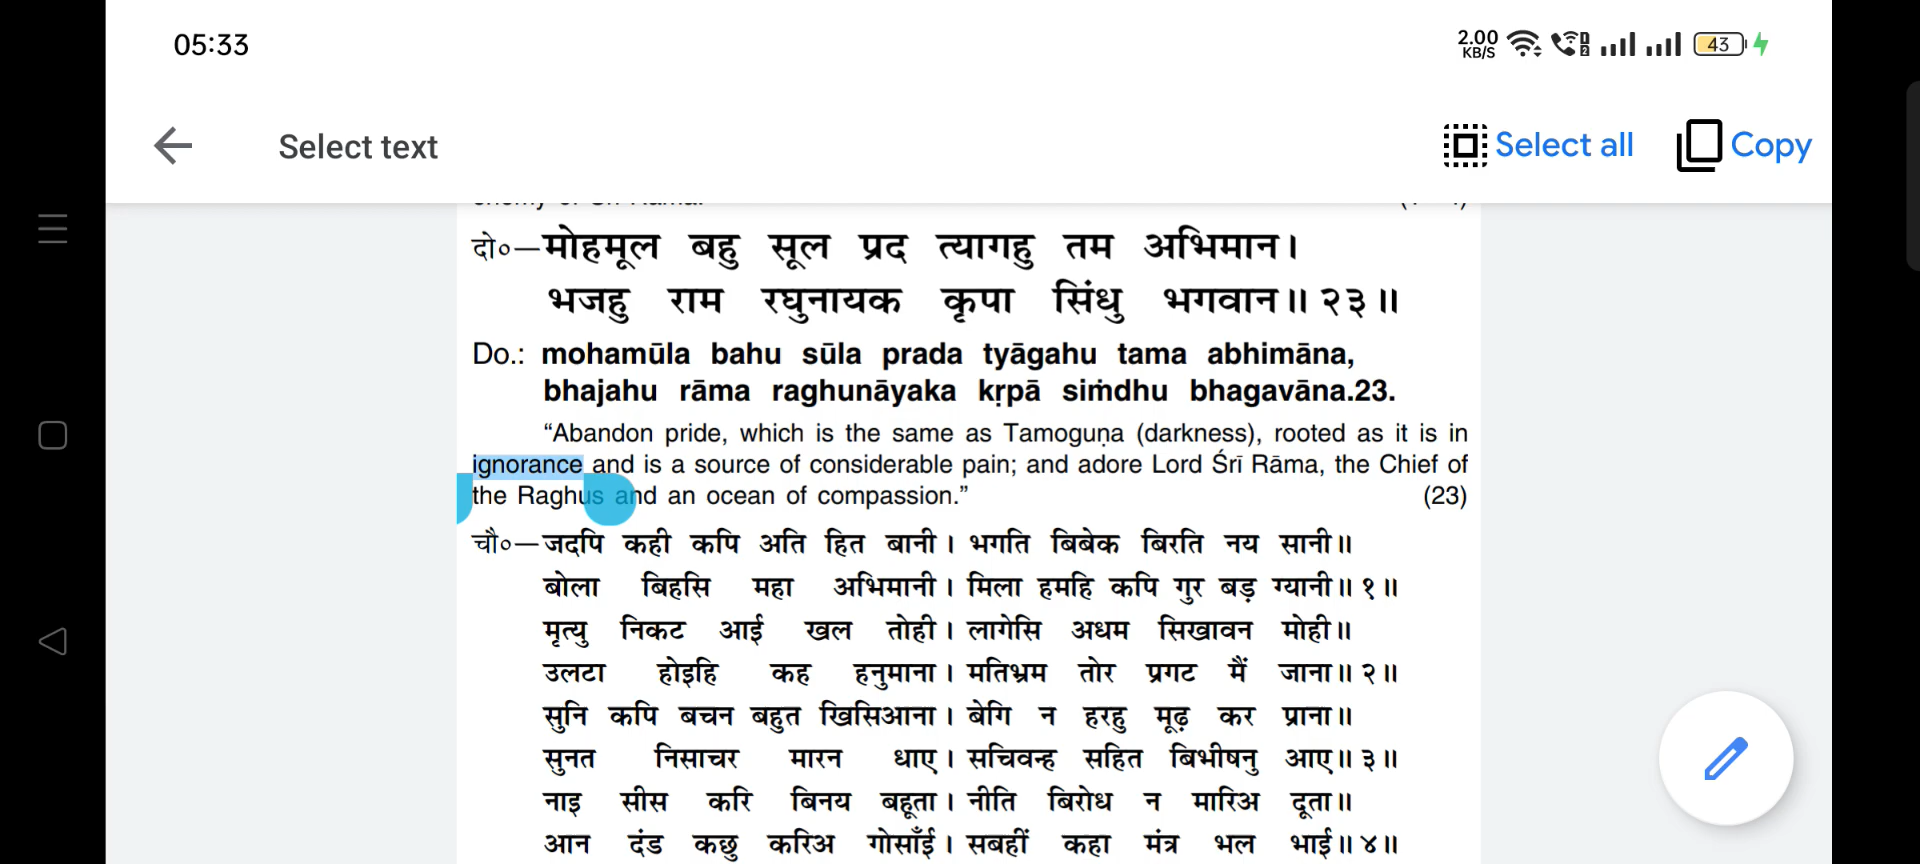 05:33
2.00 KB/S
43
Select text
Select all
Copy
दो०—मोहमूल बहु सूल प्रद त्यागहु तम अभिमान।
भजहु राम रघुनायक कृपा सिंधु भगवान॥ २३॥
Do.: mohamūla bahu sūla prada tyāgahu tama abhimāna,
bhajahu rāma raghunāyaka kṛpā siṁdhu bhagavāna.23.
“Abandon pride, which is the same as Tamoguṇa (darkness), rooted as it is in
ignorance and is a source of considerable pain; and adore Lord Śrī Rāma, the Chief of
the Raghus and an ocean of compassion.” (23)
चौ०—जदपि कही कपि अति हित बानी। भगति बिबेक बिरति नय सानी॥
बोला बिहसि महा अभिमानी। मिला हमहि कपि गुर बड़ ग्यानी॥ १॥
मृत्यु निकट आई खल तोही। लागेसि अधम सिखावन मोही॥
उलटा होइहि कह हनुमाना। मतिभ्रम तोर प्रगट मैं जाना॥ २॥
सुनि कपि बचन बहुत खिसिआना। बेगि न हरहु मूढ़ कर प्राना॥
सुनत निसाचर मारन धाए। सचिवन्ह सहित बिभीषनु आए॥ ३॥
नाइ सीस करि बिनय बहूता। नीति बिरोध न मारिअ दूता॥
आन दंड कछु करिअ गोसाँई। सबहीं कहा मंत्र भल भाई॥ ४॥